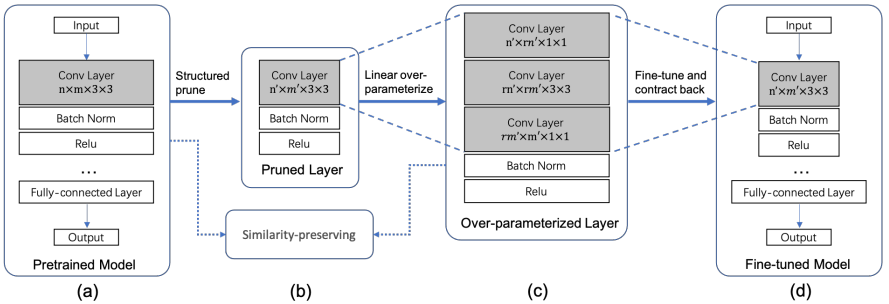 Input
Conv Layer
n×m×3×3
Batch Norm
Relu
...
Fully-connected Layer
Output
Pretrained Model
(a)
Structured
prune
Conv Layer
n′×m′×3×3
Batch Norm
Relu
Pruned Layer
(b)
Similarity-preserving
Linear over-
parameterize
Conv Layer
n′×rn′×1×1
Conv Layer
rn′×rm′×3×3
Conv Layer
rm′×m′×1×1
Batch Norm
Relu
Over-parameterized Layer
(c)
Fine-tune and
contract back
Input
Conv Layer
n′×m′×3×3
Batch Norm
Relu
...
Fully-connected Layer
Output
Fine-tuned Model
(d)